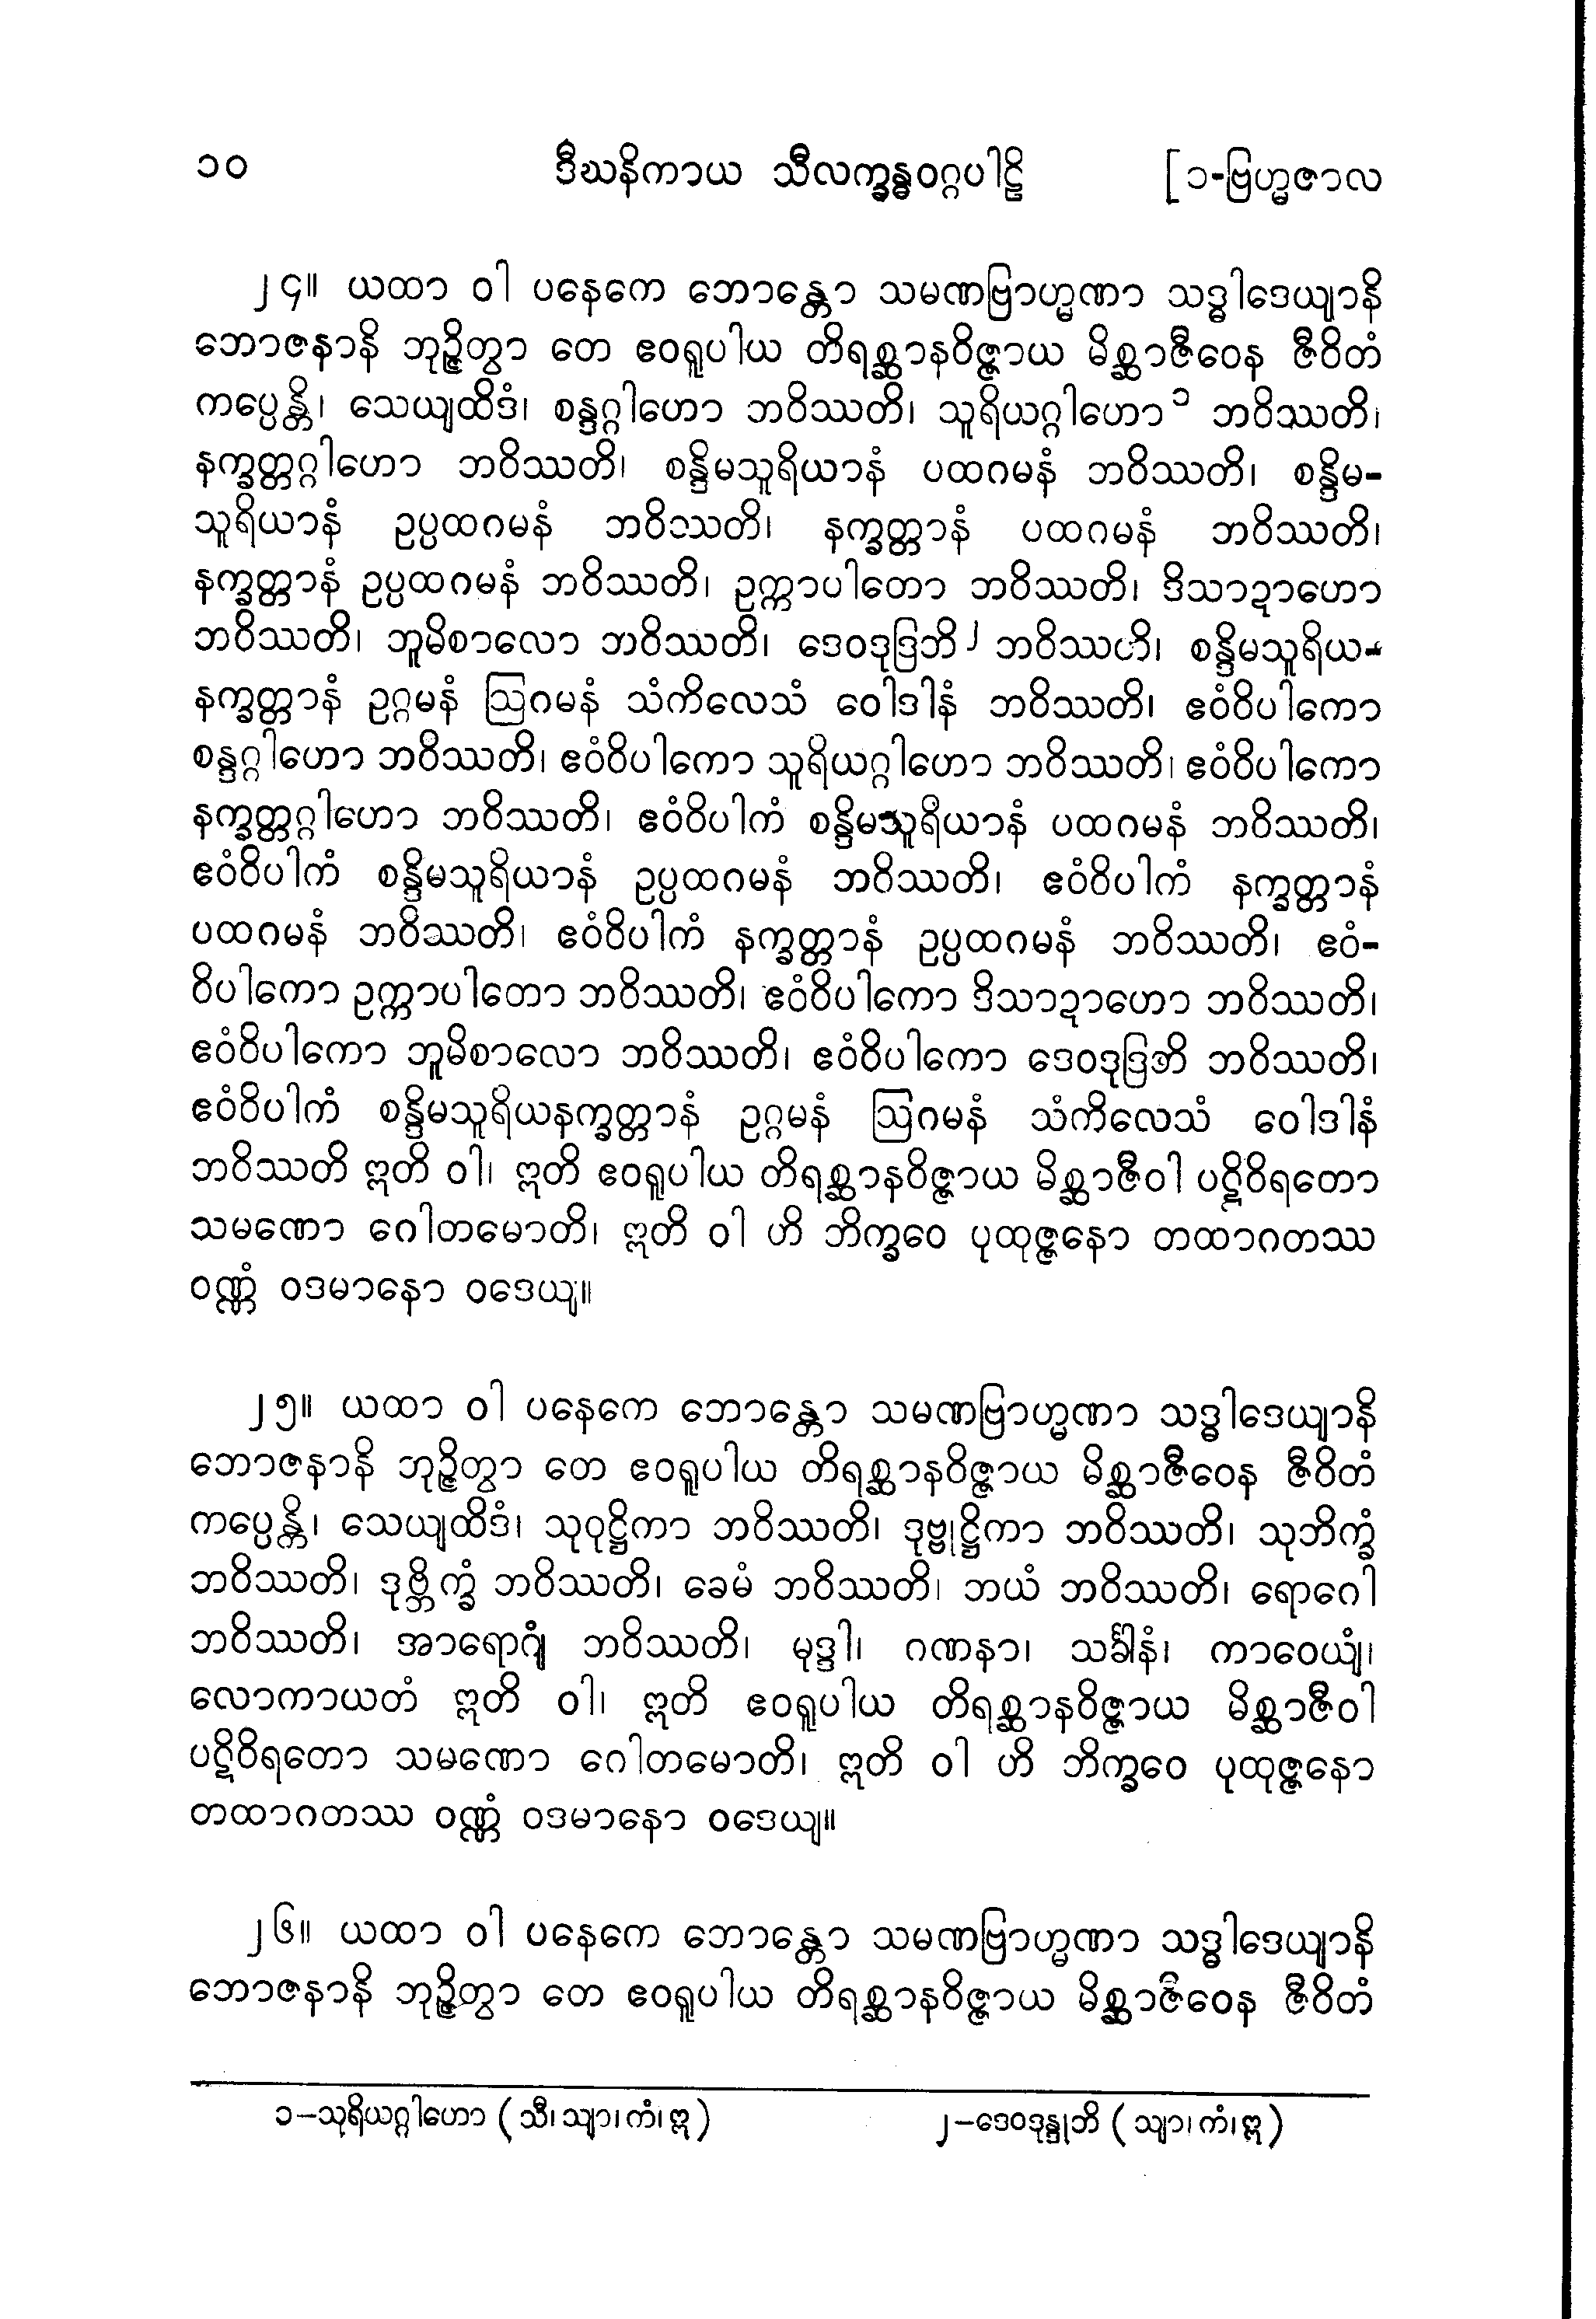 ၁၀ ဒီဃနိကာယ သီလက္ခန္ဓဝဂ္ဂပါဠိ [၁-ဗြဟ္မဇာလ
၂၄။ ယထာ ဝါ ပနေကေ ဘောန္တော သမဏဗြာဟ္မဏာ သဒ္ဓါဒေယျာနိ
ဘောဇနာနိ ဘုဉ္ဇိတွာ တေ ဧဝရူပါယ တိရစ္ဆာနဝိဇ္ဇာယ မိစ္ဆာဇီဝေန ဇီဝိတံ
ကပ္ပေန္တိ၊ သေယျထိဒံ၊ စန္ဒဂ္ဂါဟော ဘဝိဿတိ၊ သူရိယဂ္ဂါဟော၁ ဘဝိဿတိ၊
နက္ခတ္တဂ္ဂါဟော ဘဝိဿတိ၊ စန္ဒိမသူရိယာနံ ပထဂမနံ ဘဝိဿတိ၊ စန္ဒိမ-
သူရိယာနံ ဥပ္ပထဂမနံ ဘဝိဿတိ၊ နက္ခတ္တာနံ ပထဂမနံ ဘဝိဿတိ၊
နက္ခတ္တာနံ ဥပ္ပထဂမနံ ဘဝိဿတိ၊ ဥက္ကာပါတော ဘဝိဿတိ၊ ဒိသာဍာဟော
ဘဝိဿတိ၊ ဘူမိစာလော ဘဝိဿတိ၊ ဒေဝဒုဒြဘိ၂ ဘဝိဿတိ၊ စန္ဒိမသူရိယ-
နက္ခတ္တာနံ ဥဂ္ဂမနံ ဩဂမနံ သံကိလေသံ ဝေါဒါနံ ဘဝိဿတိ၊ ဧဝံဝိပါကော
စန္ဒဂ္ဂါဟော ဘဝိဿတိ၊ ဧဝံဝိပါကော သူရိယဂ္ဂါဟော ဘဝိဿတိ၊ ဧဝံဝိပါကော
နက္ခတ္တဂ္ဂါဟော ဘဝိဿတိ၊ ဧဝံဝိပါကံ စန္ဒိမသူရိယာနံ ပထဂမနံ ဘဝိဿတိ၊
ဧဝံဝိပါကံ စန္ဒိမသူရိယာနံ ဥပ္ပထဂမနံ ဘဝိဿတိ၊ ဧဝံဝိပါကံ နက္ခတ္တာနံ
ပထဂမနံ ဘဝိဿတိ၊ ဧဝံဝိပါကံ နက္ခတ္တာနံ ဥပ္ပထဂမနံ ဘဝိဿတိ၊ ဧဝံ-
ဝိပါကော ဥက္ကာပါတော ဘဝိဿတိ၊ ဧဝံဝိပါကော ဒိသာဍာဟော ဘဝိဿတိ၊
ဧဝံဝိပါကော ဘူမိစာလော ဘဝိဿတိ၊ ဧဝံဝိပါကော ဒေဝဒုဒြဘိ ဘဝိဿတိ၊
ဧဝံဝိပါကံ စန္ဒိမသူရိယနက္ခတ္တာနံ ဥဂ္ဂမနံ ဩဂမနံ သံကိလေသံ ဝေါဒါနံ
ဘဝိဿတိ ဣတိ ဝါ၊ ဣတိ ဧဝရူပါယ တိရစ္ဆာနဝိဇ္ဇာယ မိစ္ဆာဇီဝါ ပဋိဝိရတော
သမဏော ဂေါတမောတိ၊ ဣတိ ဝါ ဟိ ဘိက္ခဝေ ပုထုဇ္ဇနော တထာဂတဿ
ဝဏ္ဏံ ဝဒမာနော ဝဒေယျ။
၂၅။ ယထာ ဝါ ပနေကေ ဘောန္တော သမဏဗြာဟ္မဏာ သဒ္ဓါဒေယျာနိ
ဘောဇနာနိ ဘုဉ္ဇိတွာ တေ ဧဝရူပါယ တိရစ္ဆာနဝိဇ္ဇာယ မိစ္ဆာဇီဝေန ဇီဝိတံ
ကပ္ပေန္တိ၊ သေယျထိဒံ၊ သုဝုဋ္ဌိကာ ဘဝိဿတိ၊ ဒုဗ္ဗုဋ္ဌိကာ ဘဝိဿတိ၊ သုဘိက္ခံ
ဘဝိဿတိ၊ ဒုဗ္ဘိက္ခံ ဘဝိဿတိ၊ ခေမံ ဘဝိဿတိ၊ ဘယံ ဘဝိဿတိ၊ ရောဂေါ
ဘဝိဿတိ၊ အာရောဂျံ ဘဝိဿတိ၊ မုဒ္ဒါ၊ ဂဏနာ၊ သင်္ခါနံ၊ ကာဝေယျံ၊
လောကာယတံ ဣတိ ဝါ၊ ဣတိ ဧဝရူပါယ တိရစ္ဆာနဝိဇ္ဇာယ မိစ္ဆာဇီဝါ
ပဋိဝိရတော သမဏော ဂေါတမောတိ၊ ဣတိ ဝါ ဟိ ဘိက္ခဝေ ပုထုဇ္ဇနော
တထာဂတဿ ဝဏ္ဏံ ဝဒမာနော ဝဒေယျ။
၂၆။ ယထာ ဝါ ပနေကေ ဘောန္တော သမဏဗြာဟ္မဏာ သဒ္ဓါဒေယျာနိ
ဘောဇနာနိ ဘုဉ္ဇိတွာ တေ ဧဝရူပါယ တိရစ္ဆာနဝိဇ္ဇာယ မိစ္ဆာဇီဝေန ဇီဝိတံ
၁-သုရိယဂ္ဂါဟော (သီ၊သျာ၊ကံ၊ဣ) ၂-ဒေဝဒုန္ဒုဘိ (သျာ၊ကံ၊ဣ)